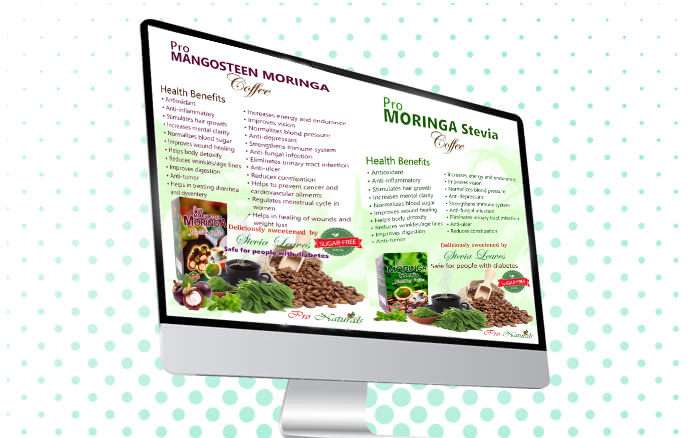 Pro
MANGOSTEEN MORINGA
Coffee
Health Benefits
• Antioxidant
• Anti-inflammatory
• Stimulates hair growth
• Increases mental clarity
• Normalizes blood sugar
• Improves wound healing
• Helps body detoxify
• Reduces wrinkles/age lines
• Improves digestion
• Anti-tumor
• Helps in treating diarrhea
and dysentery
• Increases energy and endurance
• Improves vision
• Normalizes blood pressure
• Anti-depressant
• Strengthens immune system
• Anti-fungal infection
• Eliminates urinary tract infection
• Anti-ulcer
• Reduces constipation
• Helps to prevent cancer and
cardiovascular ailments
• Regulates menstrual cycle in
women
• Helps in healing of wounds and
weight loss
Deliciously sweetened by
Stevia Leaves
SUGAR-FREE
Safe for people with diabetes
Pro
MORINGA
Pro Naturals
Pro
MORINGA Stevia
Coffee
Health Benefits
• Antioxidant
• Anti-inflammatory
• Stimulates hair growth
• Increases mental clarity
• Normalizes blood sugar
• Improves wound healing
• Helps body detoxify
• Reduces wrinkles/age lines
• Improves digestion
• Anti-tumor
• Increases energy and endurance
• Improves vision
• Normalizes blood pressure
• Anti-depressant
• Strengthens immune system
• Anti-fungal infection
• Eliminates urinary tract infection
• Anti-ulcer
• Reduces constipation
Deliciously sweetened by
Stevia Leaves
Safe for people with diabetes
SUGAR-FREE
Pro
MORINGA
Stevia
Pro Naturals